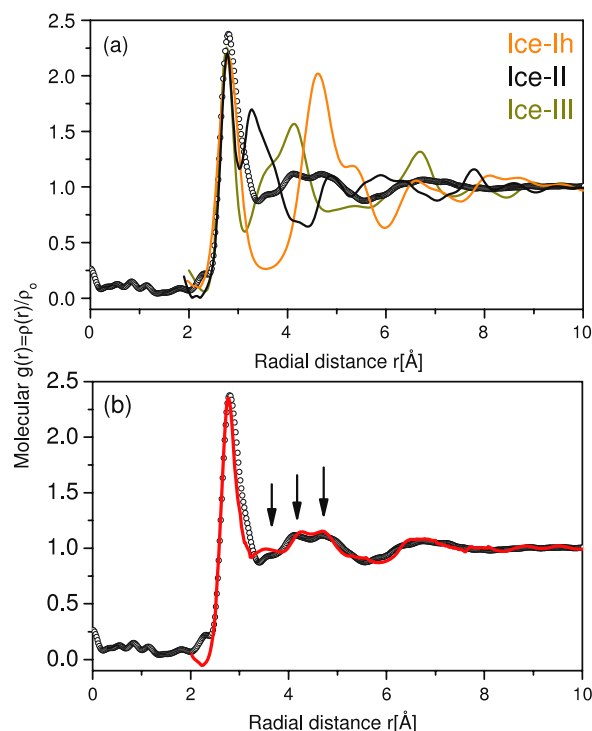 (a)
Ice-Ih
Ice-II
Ice-III
2.5
2.0
1.5
1.0
0.5
0.0
0 2 4 6 8 10
Radial distance r[Å]
Molecular g(r)=ρ(r)/ρ₀
(b)
2.5
2.0
1.5
1.0
0.5
0.0
0 2 4 6 8 10
Radial distance r[Å]